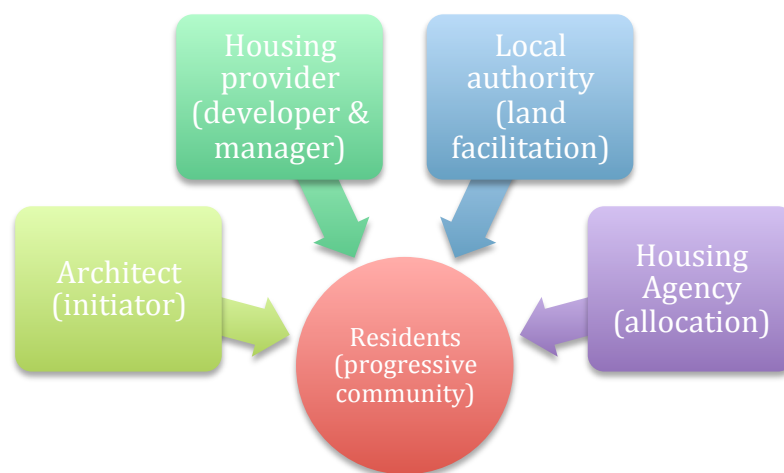 Housing
provider
(developer &
manager)
Local
authority
(land
facilitation)
Architect
(initiator)
Housing
Agency
(allocation)
Residents
(progressive
community)